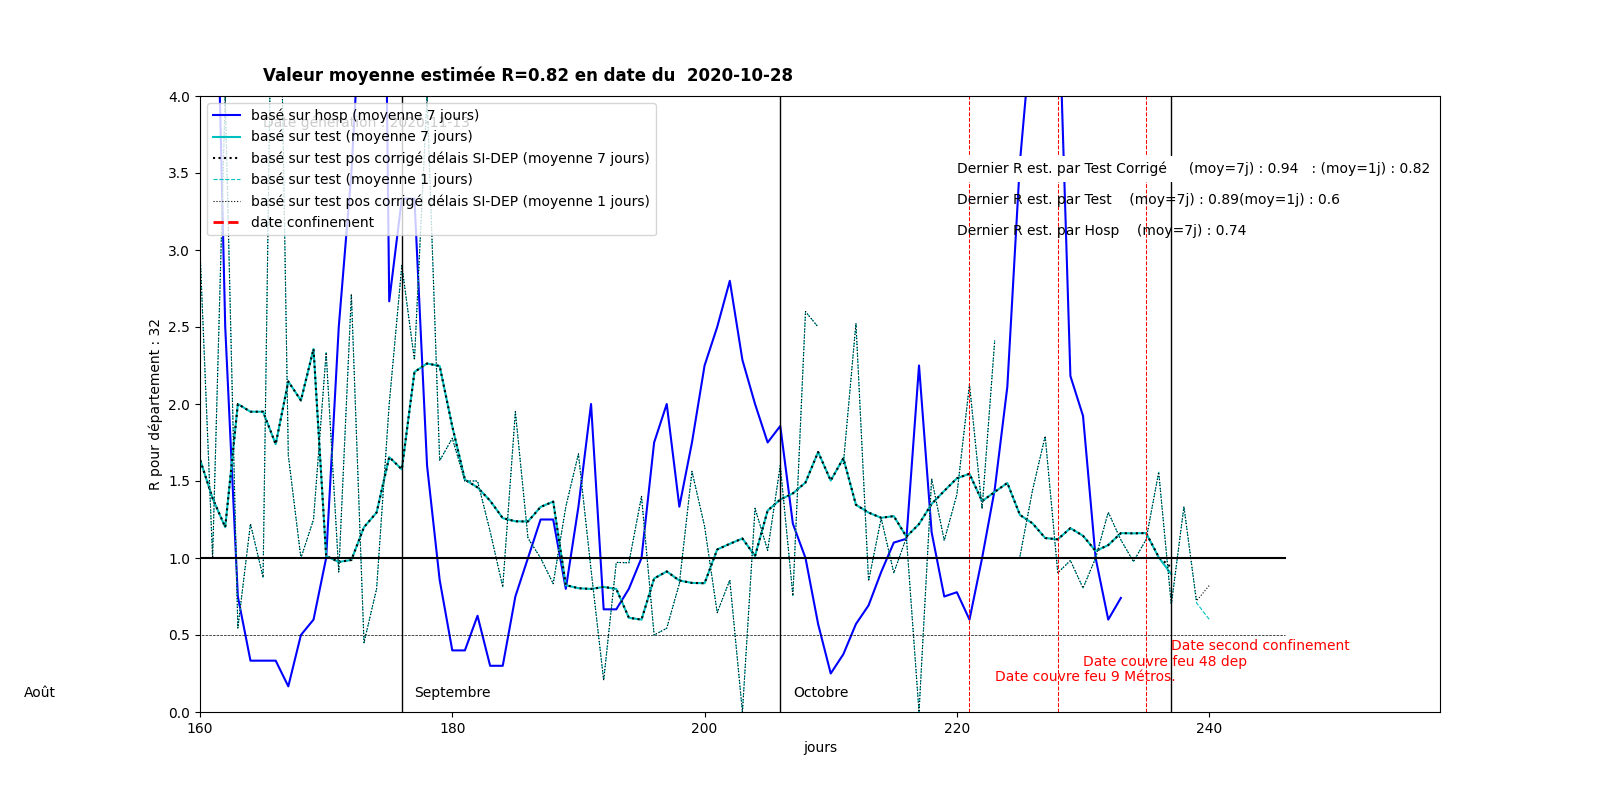 Valeur moyenne estimée R=0.82 en date du  2020-10-28
Date génération : 2020-11-13
basé sur hosp (moyenne 7 jours)
basé sur test (moyenne 7 jours)
basé sur test pos corrigé délais SI-DEP (moyenne 7 jours)
basé sur test (moyenne 1 jours)
basé sur test pos corrigé délais SI-DEP (moyenne 1 jours)
date confinement
Dernier R est. par Test Corrigé     (moy=7j) : 0.94   : (moy=1j) : 0.82
Dernier R est. par Test    (moy=7j) : 0.89(moy=1j) : 0.6
Dernier R est. par Hosp    (moy=7j) : 0.74
R pour département : 32
4.0
3.5
3.0
2.5
2.0
1.5
1.0
0.5
0.0
Date second confinement
Date couvre feu 48 dep
Date couvre feu 9 Métros.
Août
Septembre
Octobre
160
180
200
220
240
jours